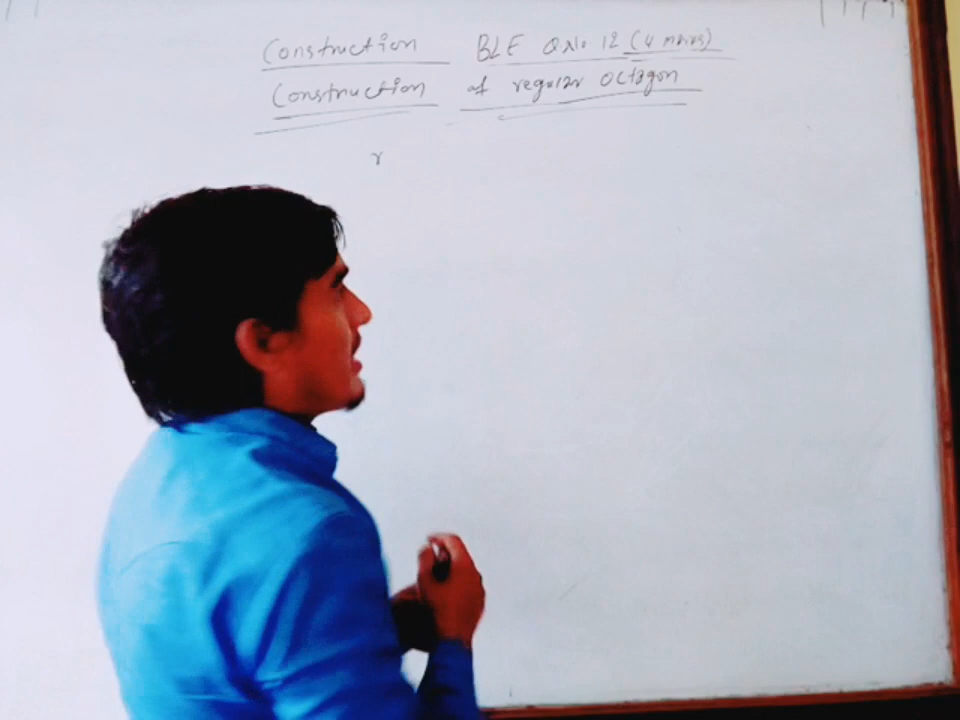 Construction BLE Q.No. 12 (4 marks)
Construction of regular Octagon
r